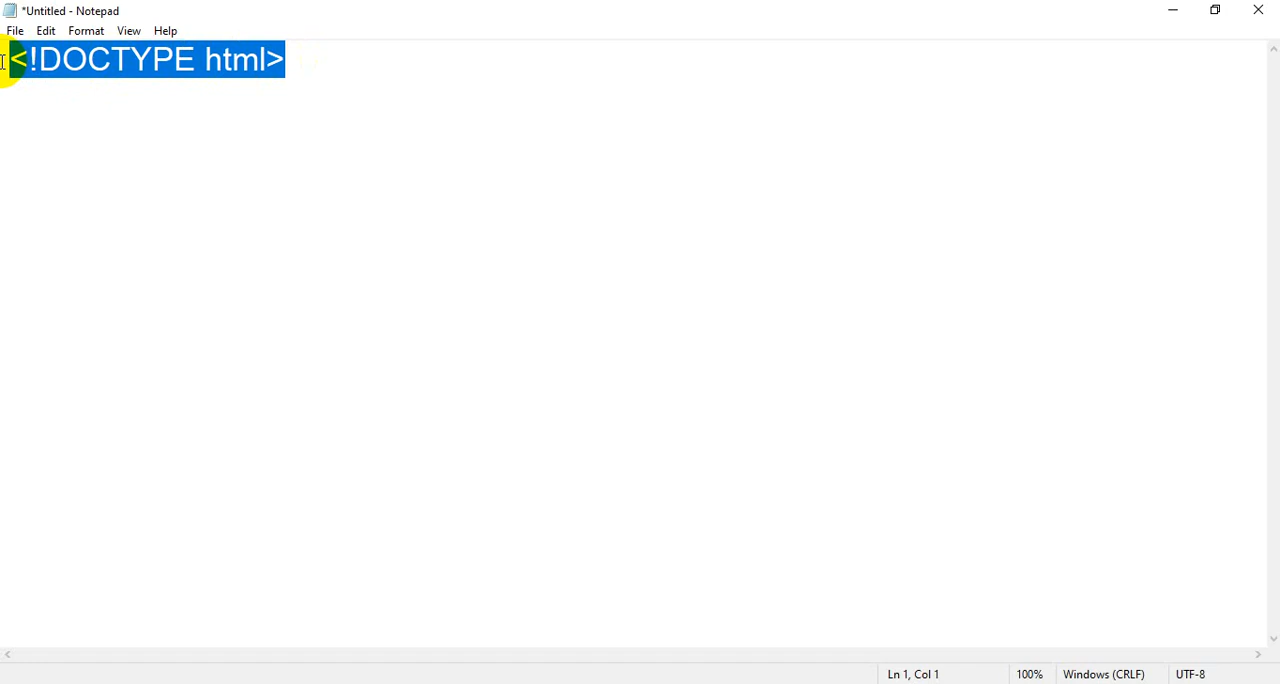 *Untitled - Notepad
File Edit Format View Help
<!DOCTYPE html>
Ln 1, Col 1 100% Windows (CRLF) UTF-8